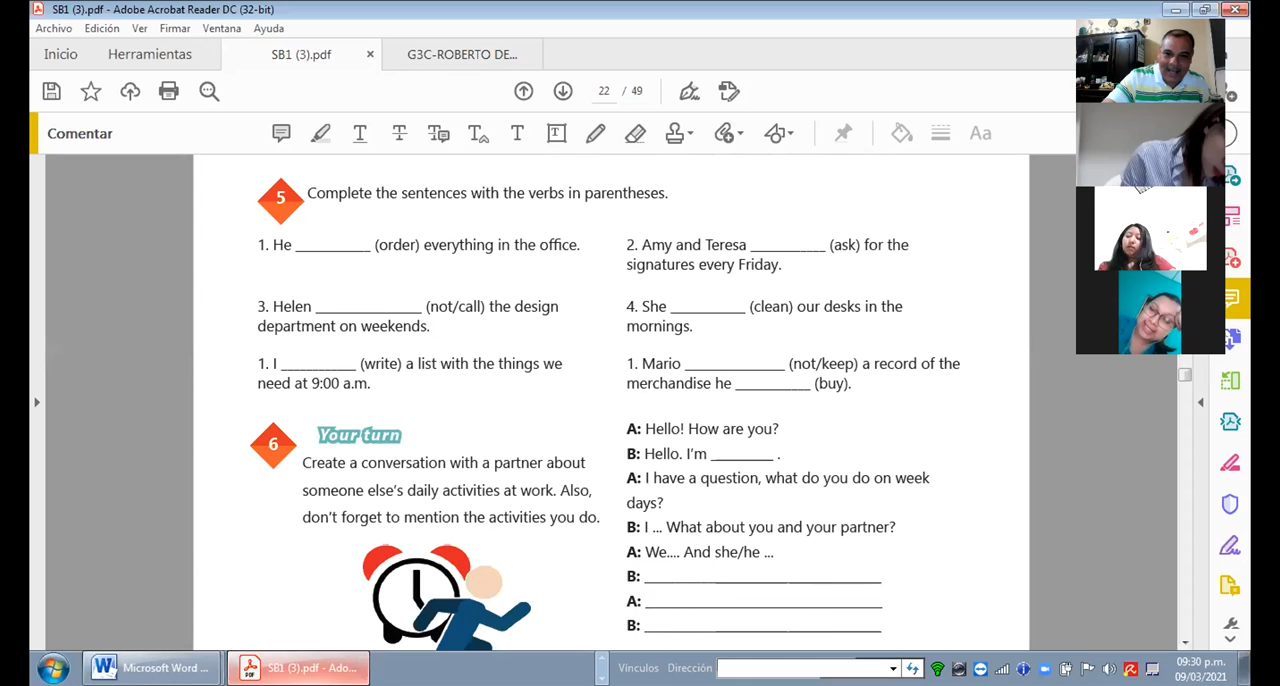 SB1 (3).pdf - Adobe Acrobat Reader DC (32-bit)
Archivo Edición Ver Firmar Ventana Ayuda
Inicio Herramientas SB1 (3).pdf × G3C-ROBERTO DE...
22 / 49
Comentar
Aa
5 Complete the sentences with the verbs in parentheses.
1. He __________ (order) everything in the office.
2. Amy and Teresa __________ (ask) for the
signatures every Friday.
3. Helen ______________ (not/call) the design
department on weekends.
4. She __________ (clean) our desks in the
mornings.
1. I __________ (write) a list with the things we
need at 9:00 a.m.
1. Mario _____________ (not/keep) a record of the
merchandise he __________ (buy).
6 Your turn
Create a conversation with a partner about
someone else's daily activities at work. Also,
don't forget to mention the activities you do.
A: Hello! How are you?
B: Hello. I'm ________ .
A: I have a question, what do you do on week
days?
B: I ... What about you and your partner?
A: We.... And she/he ...
B: ________________________________
A: ________________________________
B: ________________________________
Microsoft Word ...
SB1 (3).pdf - Ado...
Vínculos Dirección
09:30 p.m.
09/03/2021